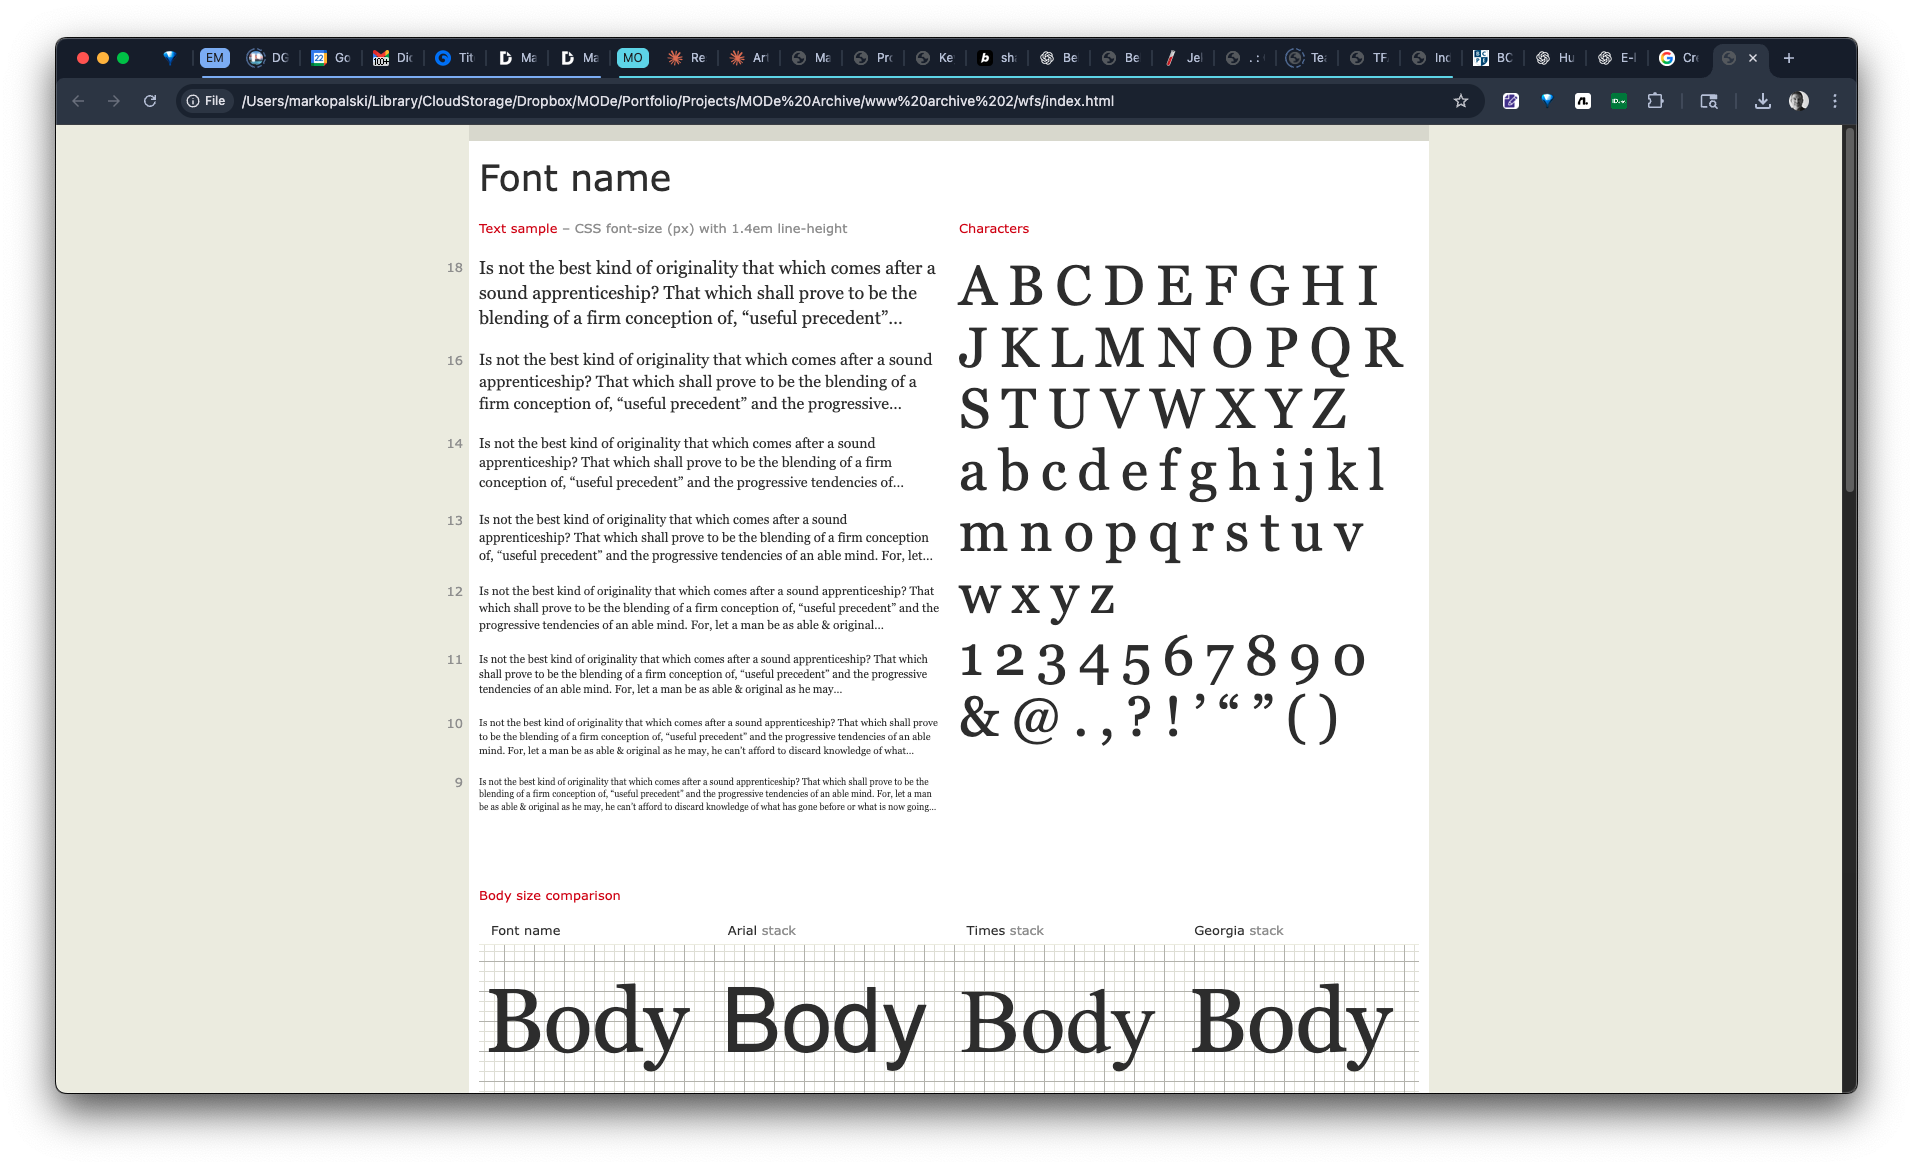 EM
DG
22
Go
100+
Dic
Tit
Ma
Ma
MO
Re
Art
Ma
Pro
Key
sha
Be
Be
Jel
. : :
Tea
TF
Ind
BC
Hu
E-l
Cr
File /Users/markopalski/Library/CloudStorage/Dropbox/MODe/Portfolio/Projects/MODe%20Archive/www%20archive%202/wfs/index.html
Font name
Text sample – CSS font-size (px) with 1.4em line-height
18
Is not the best kind of originality that which comes after a
sound apprenticeship? That which shall prove to be the
blending of a firm conception of, “useful precedent”...
16
Is not the best kind of originality that which comes after a sound
apprenticeship? That which shall prove to be the blending of a
firm conception of, “useful precedent” and the progressive...
14
Is not the best kind of originality that which comes after a sound
apprenticeship? That which shall prove to be the blending of a firm
conception of, “useful precedent” and the progressive tendencies of...
13
Is not the best kind of originality that which comes after a sound
apprenticeship? That which shall prove to be the blending of a firm conception
of, “useful precedent” and the progressive tendencies of an able mind. For, let...
12
Is not the best kind of originality that which comes after a sound apprenticeship? That
which shall prove to be the blending of a firm conception of, “useful precedent” and the
progressive tendencies of an able mind. For, let a man be as able & original...
11
Is not the best kind of originality that which comes after a sound apprenticeship? That which
shall prove to be the blending of a firm conception of, “useful precedent” and the progressive
tendencies of an able mind. For, let a man be as able & original as he may...
10
Is not the best kind of originality that which comes after a sound apprenticeship? That which shall prove
to be the blending of a firm conception of, “useful precedent” and the progressive tendencies of an able
mind. For, let a man be as able & original as he may, he can’t afford to discard knowledge of what...
9
Is not the best kind of originality that which comes after a sound apprenticeship? That which shall prove to be the
blending of a firm conception of, “useful precedent” and the progressive tendencies of an able mind. For, let a man
be as able & original as he may, he can’t afford to discard knowledge of what has gone before or what is now going...
Characters
A B C D E F G H I
J K L M N O P Q R
S T U V W X Y Z
a b c d e f g h i j k l
m n o p q r s t u v
w x y z
1 2 3 4 5 6 7 8 9 0
& @ . , ? ! ’ “ ” ( )
Body size comparison
Font name
Arial stack
Times stack
Georgia stack
Body
Body
Body
Body